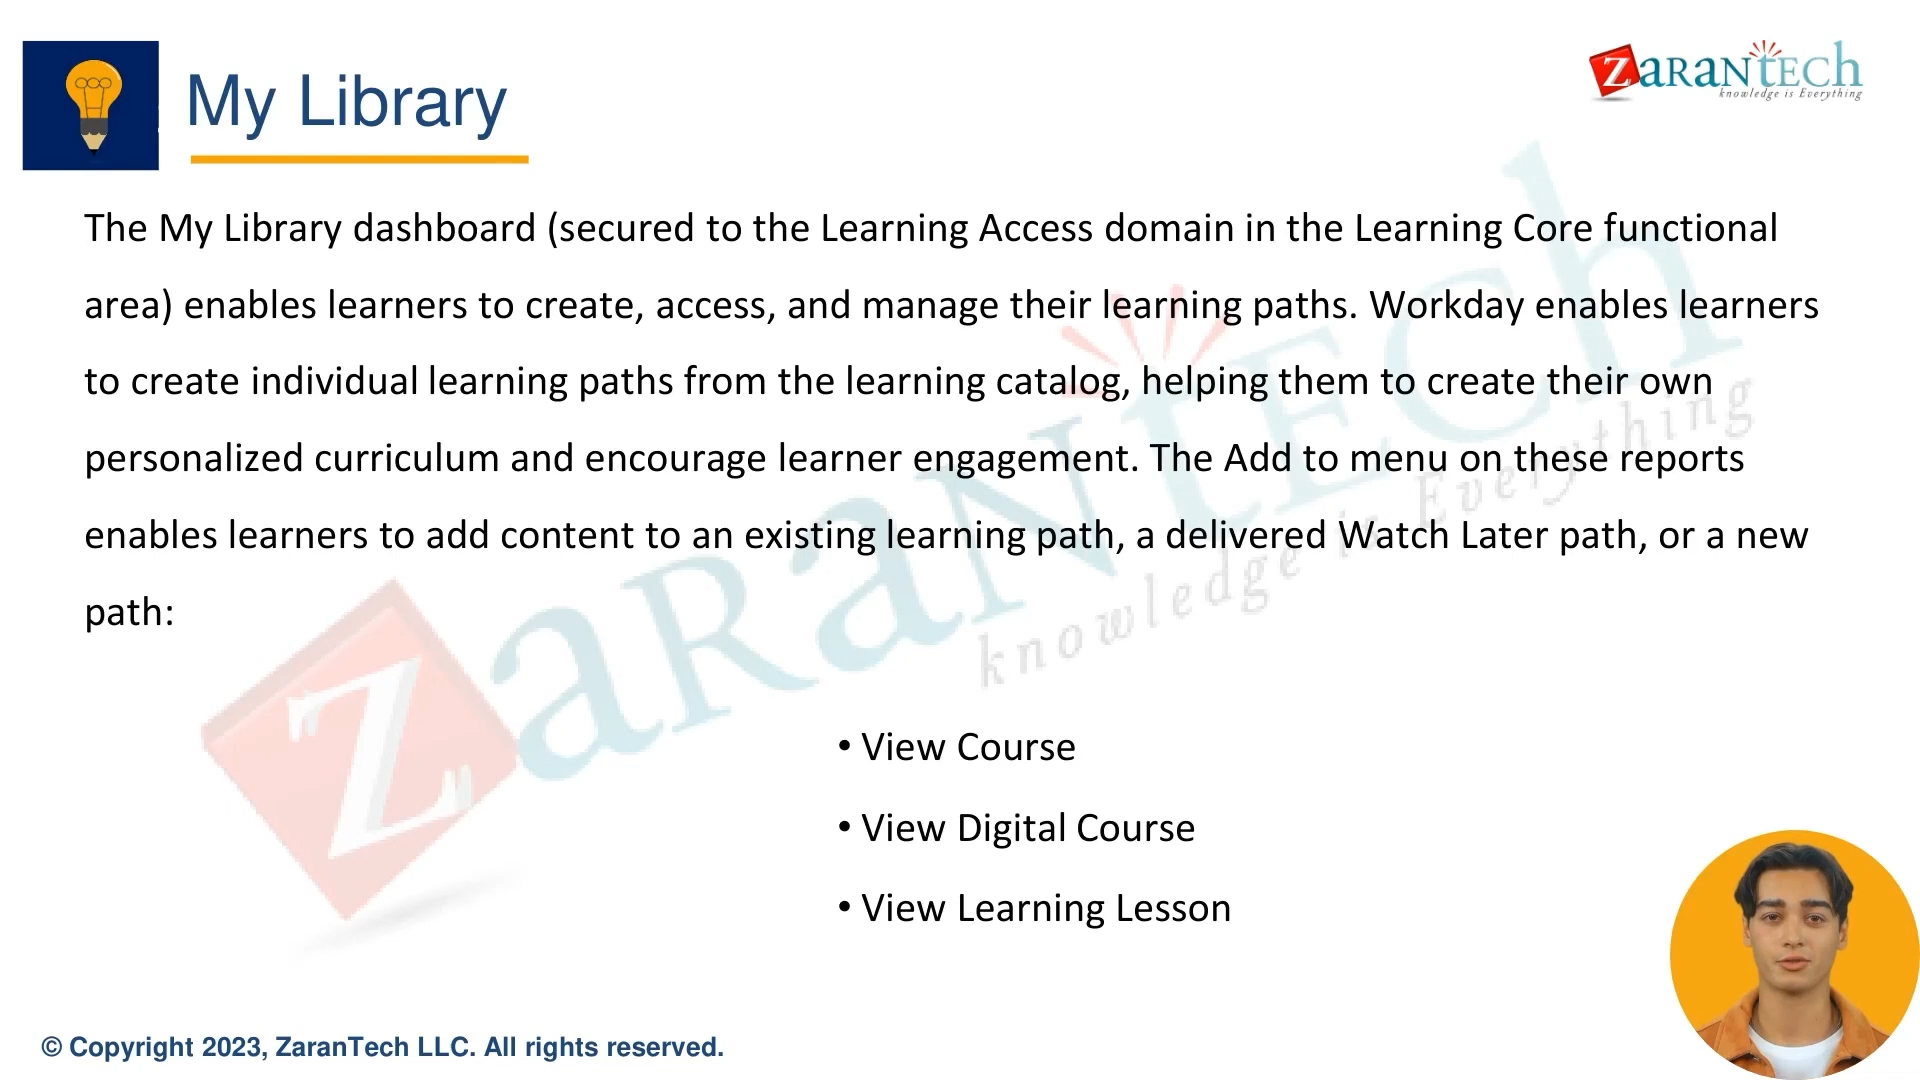 My Library
ZaranTech
knowledge is Everything
The My Library dashboard (secured to the Learning Access domain in the Learning Core functional
area) enables learners to create, access, and manage their learning paths. Workday enables learners
to create individual learning paths from the learning catalog, helping them to create their own
personalized curriculum and encourage learner engagement. The Add to menu on these reports
enables learners to add content to an existing learning path, a delivered Watch Later path, or a new
path:
ZaranTech
knowledge is Everything
• View Course
• View Digital Course
• View Learning Lesson
© Copyright 2023, ZaranTech LLC. All rights reserved.